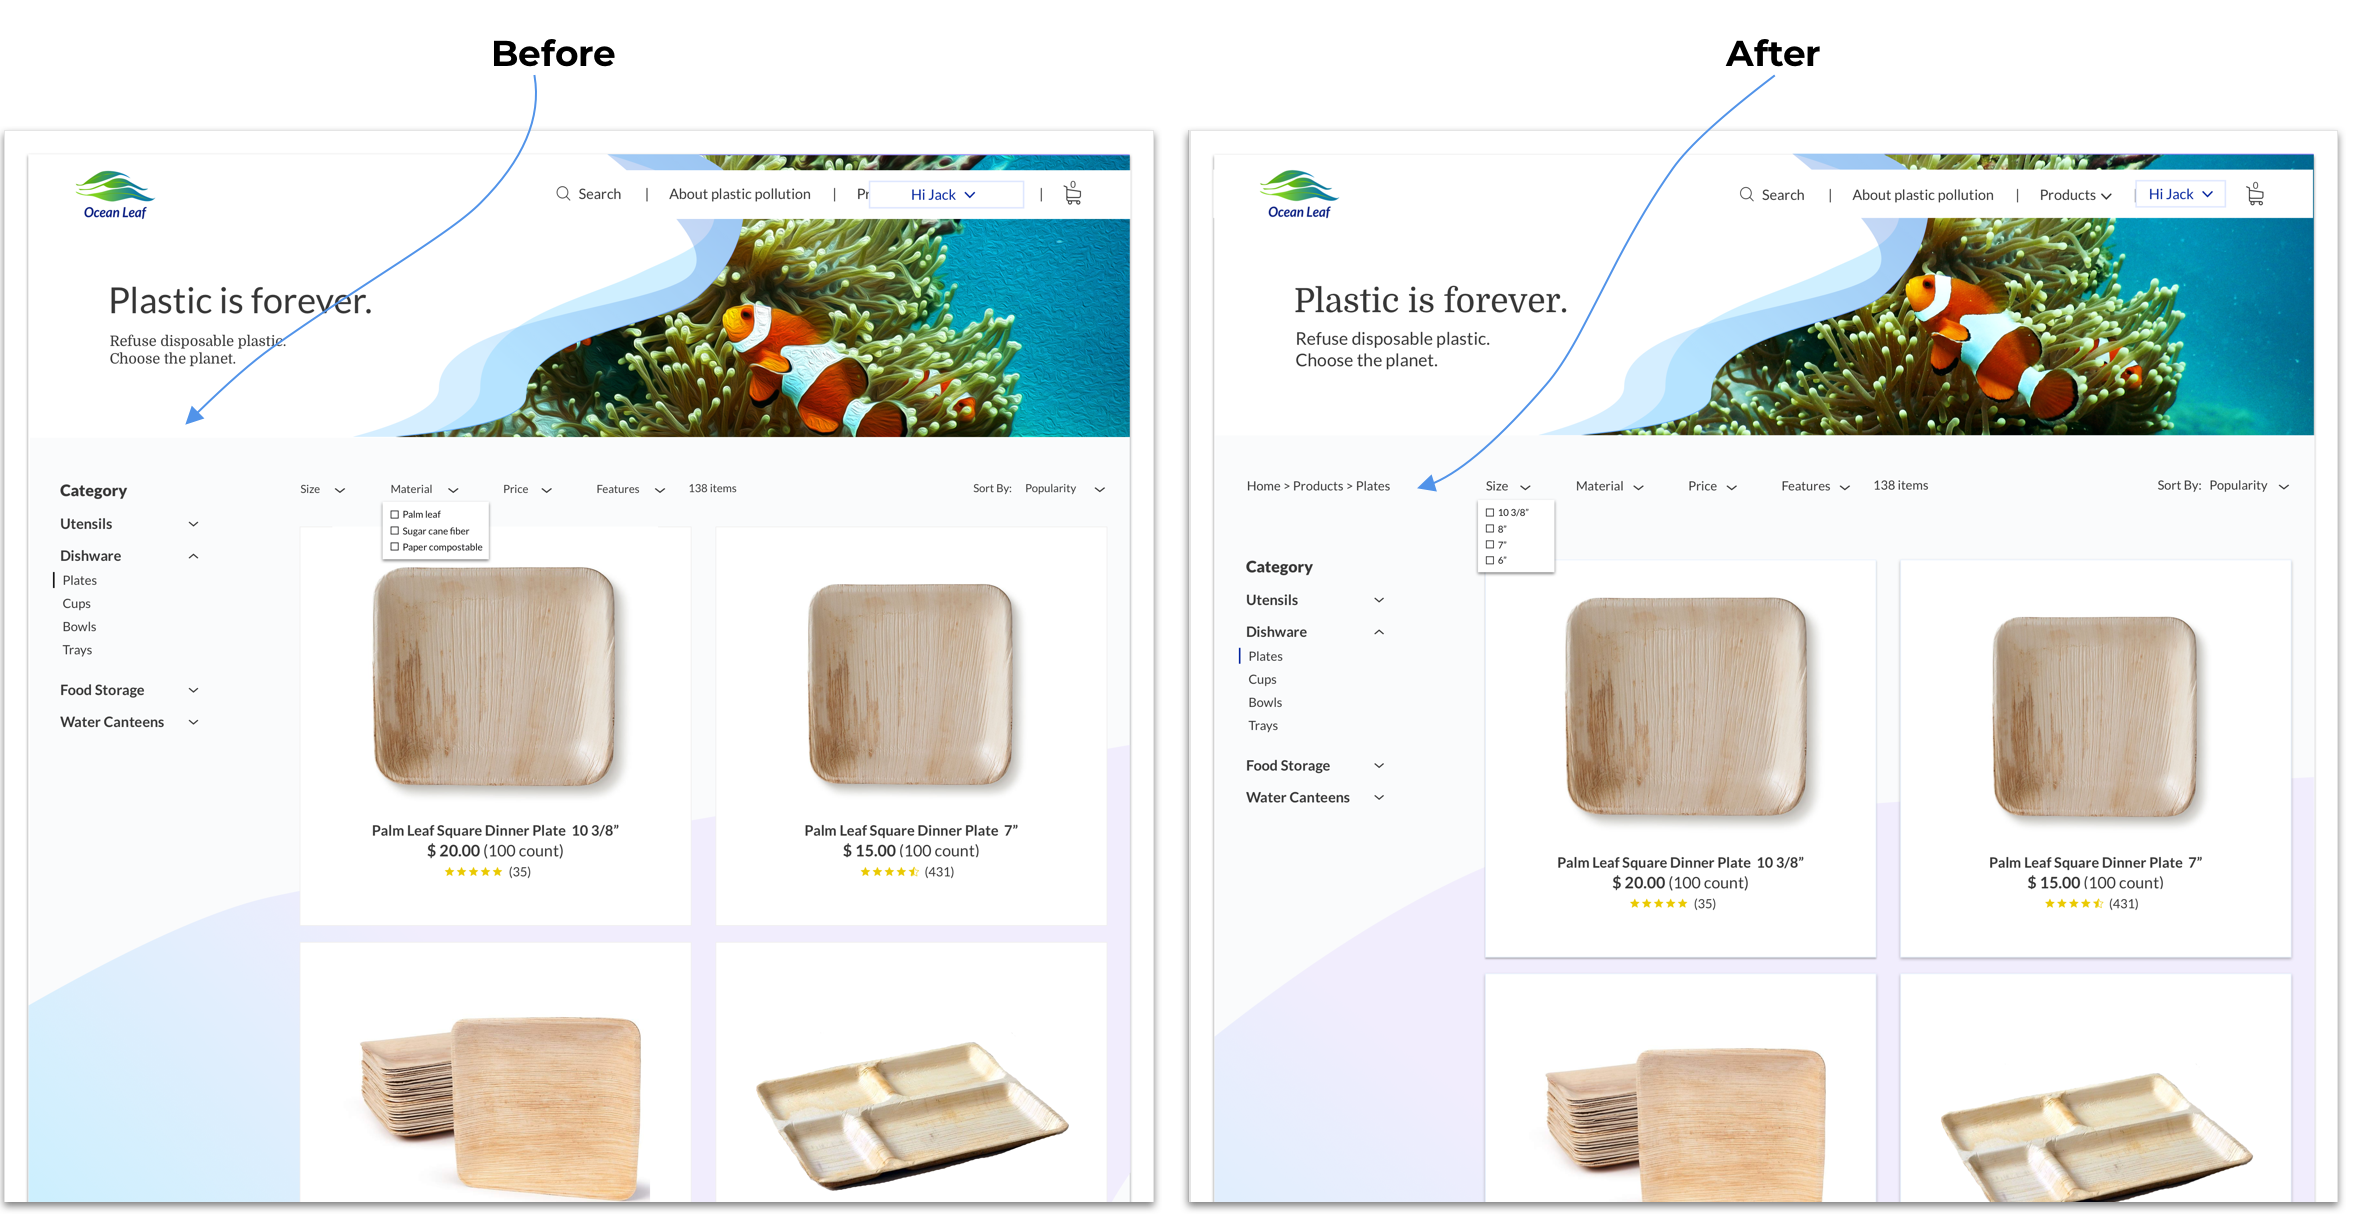 Before
After
Ocean Leaf
Search | About plastic pollution | Pr Hi Jack | 0
Plastic is forever.
Refuse disposable plastic.
Choose the planet.
Category
Utensils
Dishware
Plates
Cups
Bowls
Trays
Food Storage
Water Canteens
Size Material Price Features 138 items Sort By: Popularity
Palm leaf
Sugar cane fiber
Paper compostable
Palm Leaf Square Dinner Plate 10 3/8”
$ 20.00 (100 count)
(35)
Palm Leaf Square Dinner Plate 7”
$ 15.00 (100 count)
(431)
Ocean Leaf
Search | About plastic pollution | Products | Hi Jack 0
Plastic is forever.
Refuse disposable plastic.
Choose the planet.
Home > Products > Plates
Size Material Price Features 138 items Sort By: Popularity
10 3/8”
8”
7”
6”
Category
Utensils
Dishware
Plates
Cups
Bowls
Trays
Food Storage
Water Canteens
Palm Leaf Square Dinner Plate 10 3/8”
$ 20.00 (100 count)
(35)
Palm Leaf Square Dinner Plate 7”
$ 15.00 (100 count)
(431)